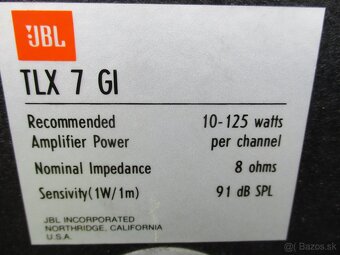 JBL
TLX 7 GI
Recommended 10-125 watts
Amplifier Power per channel
Nominal Impedance 8 ohms
Sensivity(1W/1m) 91 dB SPL
JBL INCORPORATED
NORTHRIDGE, CALIFORNIA
U.S.A.
Bazos.sk